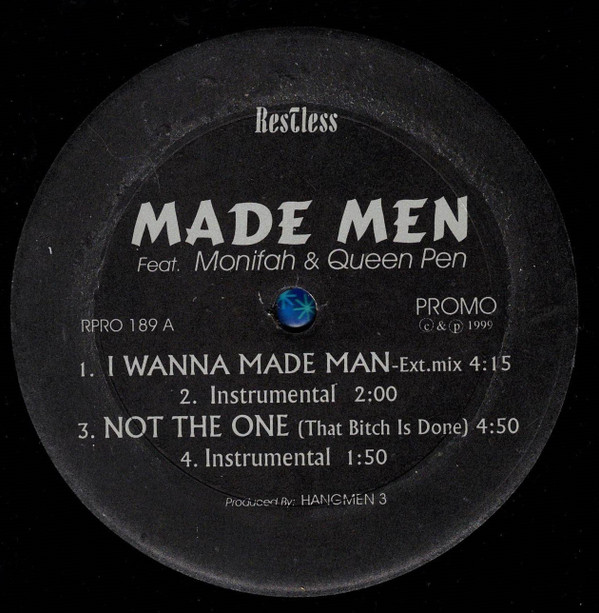 Restless
MADE MEN
Feat. Monifah & Queen Pen
PROMO
RPRO 189 A
© & ℗ 1999
1. I WANNA MADE MAN-Ext.mix 4:15
2. Instrumental 2:00
3. NOT THE ONE (That Bitch Is Done) 4:50
4. Instrumental 1:50
Produced By: HANGMEN 3